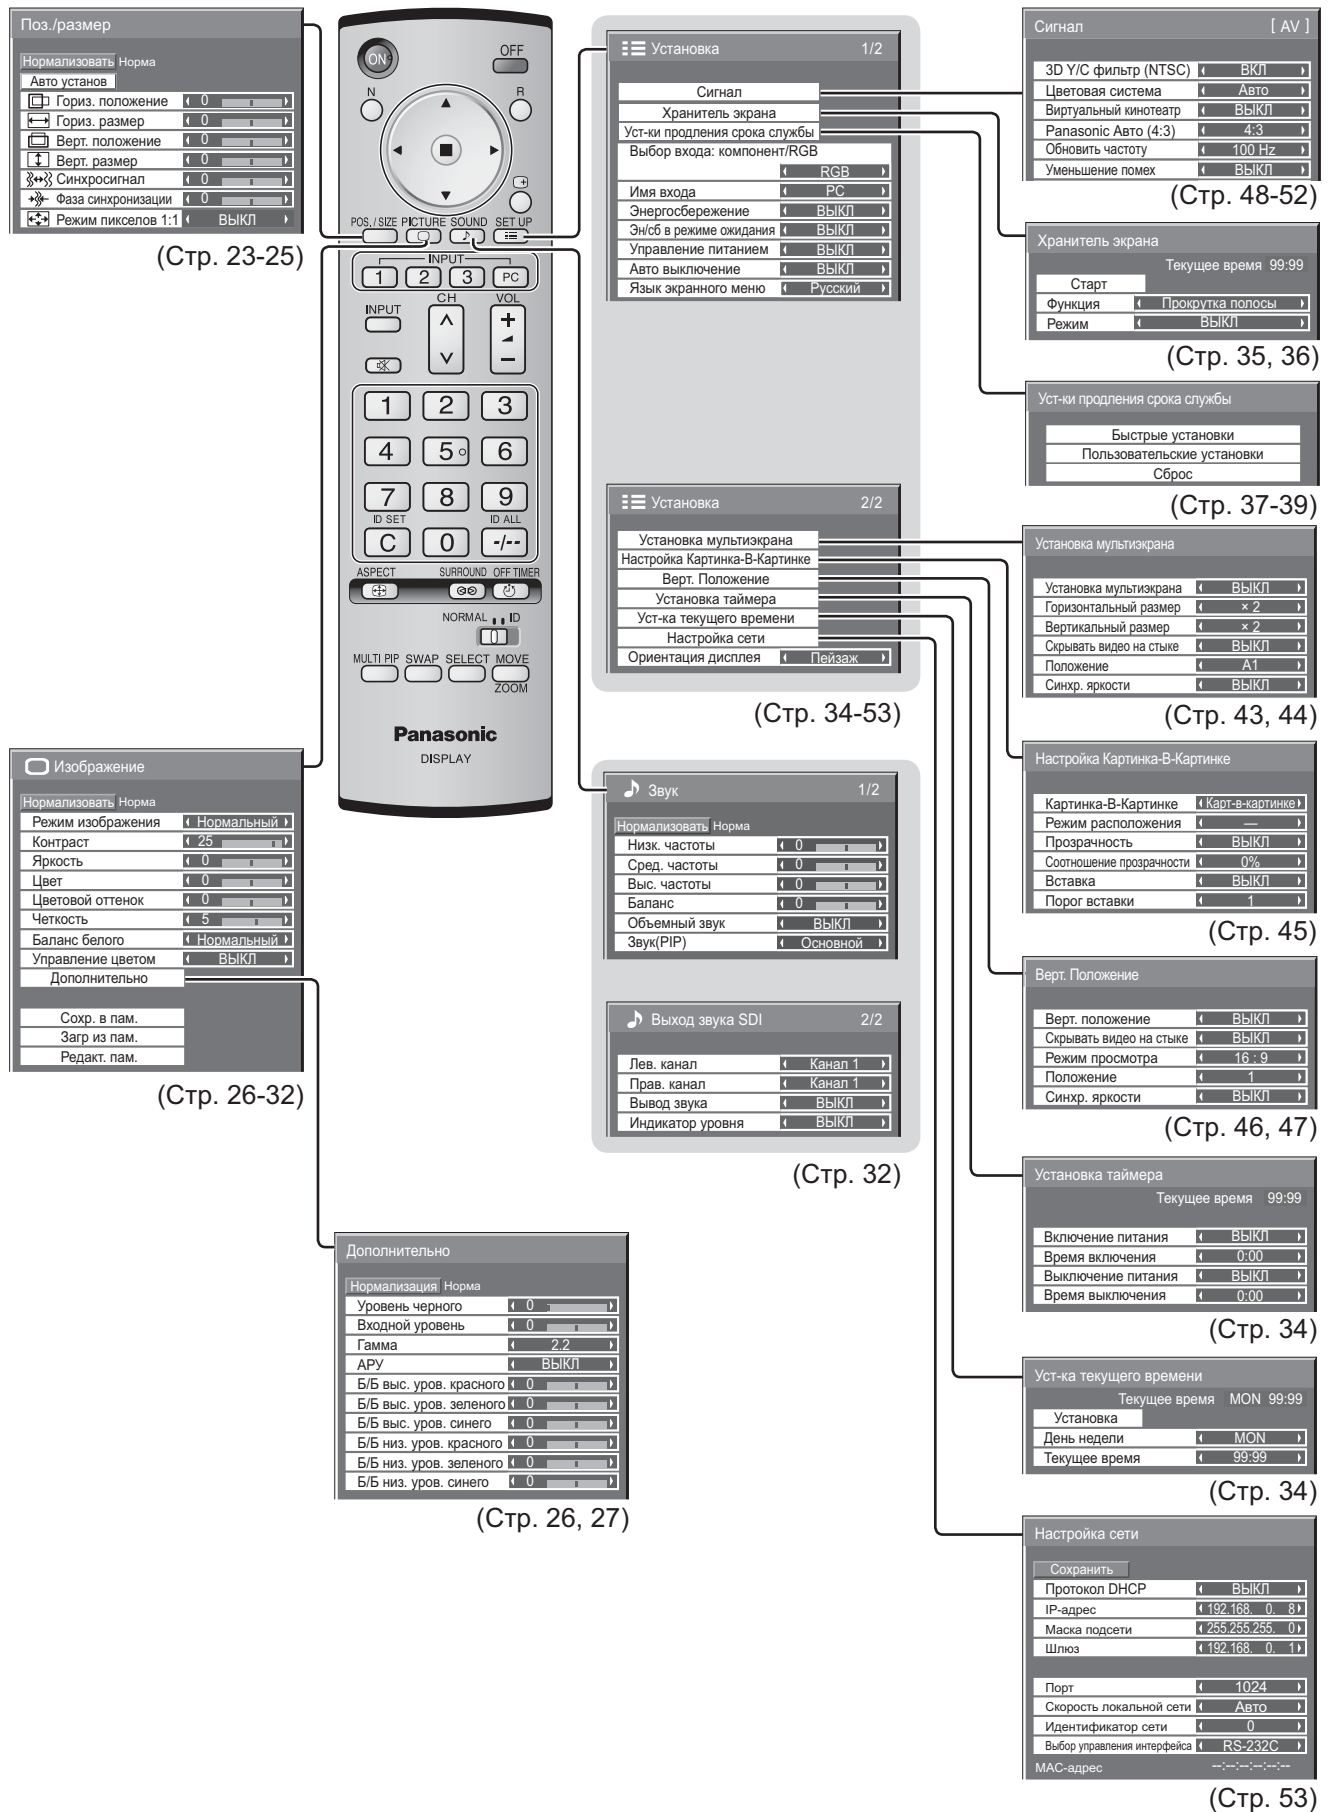 Поз./размер
Нормализовать Норма
Авто установ
Гориз. положение 0
Гориз. размер 0
Верт. положение 0
Верт. размер 0
Синхросигнал 0
Фаза синхронизации 0
Режим пикселов 1:1 ВЫКЛ
(Стр. 23-25)
ON
OFF
N
R
POS. / SIZE PICTURE SOUND SET UP
INPUT
1 2 3 PC
INPUT
CH
VOL
1 2 3
4 5 6
7 8 9
ID SET
ID ALL
C 0 -/--
ASPECT
SURROUND
OFF TIMER
NORMAL
ID
MULTI PIP SWAP SELECT MOVE
ZOOM
Panasonic
DISPLAY
Установка 1/2
Сигнал
Хранитель экрана
Уст-ки продления срока службы
Выбор входа: компонент/RGB
RGB
Имя входа PC
Энергосбережение ВЫКЛ
Эн/сб в режиме ожидания ВЫКЛ
Управление питанием ВЫКЛ
Авто выключение ВЫКЛ
Язык экранного меню Русский
Установка 2/2
Установка мультиэкрана
Настройка Картинка-В-Картинке
Верт. Положение
Установка таймера
Уст-ка текущего времени
Настройка сети
Ориентация дисплея Пейзаж
(Стр. 34-53)
Сигнал [ AV ]
3D Y/C фильтр (NTSC) ВКЛ
Цветовая система Авто
Виртуальный кинотеатр ВЫКЛ
Panasonic Авто (4:3) 4:3
Обновить частоту 100 Hz
Уменьшение помех ВЫКЛ
(Стр. 48-52)
Хранитель экрана
Текущее время 99:99
Старт
Функция Прокрутка полосы
Режим ВЫКЛ
(Стр. 35, 36)
Уст-ки продления срока службы
Быстрые установки
Пользовательские установки
Сброс
(Стр. 37-39)
Установка мультиэкрана
Установка мультиэкрана ВЫКЛ
Горизонтальный размер × 2
Вертикальный размер × 2
Скрывать видео на стыке ВЫКЛ
Положение A1
Синхр. яркости ВЫКЛ
(Стр. 43, 44)
Настройка Картинка-В-Картинке
Картинка-В-Картинке Карт-в-картинке
Режим расположения —
Прозрачность ВЫКЛ
Соотношение прозрачности 0%
Вставка ВЫКЛ
Порог вставки 1
(Стр. 45)
Верт. Положение
Верт. положение ВЫКЛ
Скрывать видео на стыке ВЫКЛ
Режим просмотра 16 : 9
Положение 1
Синхр. яркости ВЫКЛ
(Стр. 46, 47)
Установка таймера
Текущее время 99:99
Включение питания ВЫКЛ
Время включения 0:00
Выключение питания ВЫКЛ
Время выключения 0:00
(Стр. 34)
Уст-ка текущего времени
Текущее время MON 99:99
Установка
День недели MON
Текущее время 99:99
(Стр. 34)
Настройка сети
Сохранить
Протокол DHCP ВЫКЛ
IP-адрес 192.168. 0. 8
Маска подсети 255.255.255. 0
Шлюз 192.168. 0. 1
Порт 1024
Скорость локальной сети Авто
Идентификатор сети 0
Выбор управления интерфейса RS-232C
MAC-адрес --:--:--:--:--:--
(Стр. 53)
Изображение
Нормализовать Норма
Режим изображения Нормальный
Контраст 25
Яркость 0
Цвет 0
Цветовой оттенок 0
Четкость 5
Баланс белого Нормальный
Управление цветом ВЫКЛ
Дополнительно
Сохр. в пам.
Загр из пам.
Редакт. пам.
(Стр. 26-32)
Звук 1/2
Нормализовать Норма
Низк. частоты 0
Сред. частоты 0
Выс. частоты 0
Баланс 0
Объемный звук ВЫКЛ
Звук(PIP) Основной
Выход звука SDI 2/2
Лев. канал Канал 1
Прав. канал Канал 1
Вывод звука ВЫКЛ
Индикатор уровня ВЫКЛ
(Стр. 32)
Дополнительно
Нормализация Норма
Уровень черного 0
Входной уровень 0
Гамма 2.2
АРУ ВЫКЛ
Б/Б выс. уров. красного 0
Б/Б выс. уров. зеленого 0
Б/Б выс. уров. синего 0
Б/Б низ. уров. красного 0
Б/Б низ. уров. зеленого 0
Б/Б низ. уров. синего 0
(Стр. 26, 27)